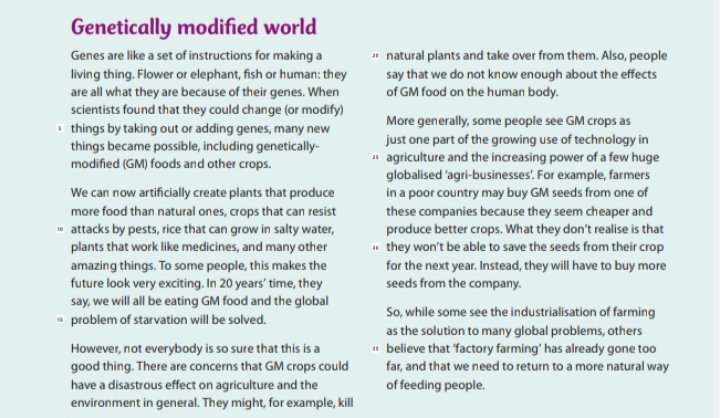 Genetically modified world
Genes are like a set of instructions for making a
living thing. Flower or elephant, fish or human: they
are all what they are because of their genes. When
scientists found that they could change (or modify)
5 things by taking out or adding genes, many new
things became possible, including genetically-
modified (GM) foods and other crops.
We can now artificially create plants that produce
more food than natural ones, crops that can resist
10 attacks by pests, rice that can grow in salty water,
plants that work like medicines, and many other
amazing things. To some people, this makes the
future look very exciting. In 20 years' time, they
say, we will all be eating GM food and the global
15 problem of starvation will be solved.
However, not everybody is so sure that this is a
good thing. There are concerns that GM crops could
have a disastrous effect on agriculture and the
environment in general. They might, for example, kill
natural plants and take over from them. Also, people
say that we do not know enough about the effects
of GM food on the human body.
More generally, some people see GM crops as
just one part of the growing use of technology in
agriculture and the increasing power of a few huge
globalised 'agri-businesses'. For example, farmers
in a poor country may buy GM seeds from one of
these companies because they seem cheaper and
produce better crops. What they don't realise is that
they won't be able to save the seeds from their crop
for the next year. Instead, they will have to buy more
seeds from the company.
So, while some see the industrialisation of farming
as the solution to many global problems, others
believe that 'factory farming' has already gone too
far, and that we need to return to a more natural way
of feeding people.